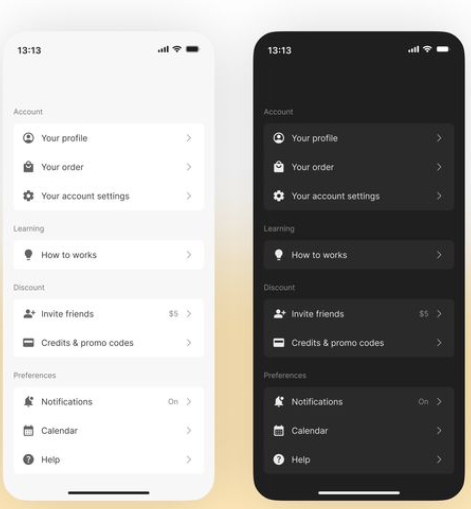 13:13
Account
Your profile
Your order
Your account settings
Learning
How to works
Discount
Invite friends $5
Credits & promo codes
Preferences
Notifications On
Calendar
Help
13:13
Account
Your profile
Your order
Your account settings
Learning
How to works
Discount
Invite friends $5
Credits & promo codes
Preferences
Notifications On
Calendar
Help